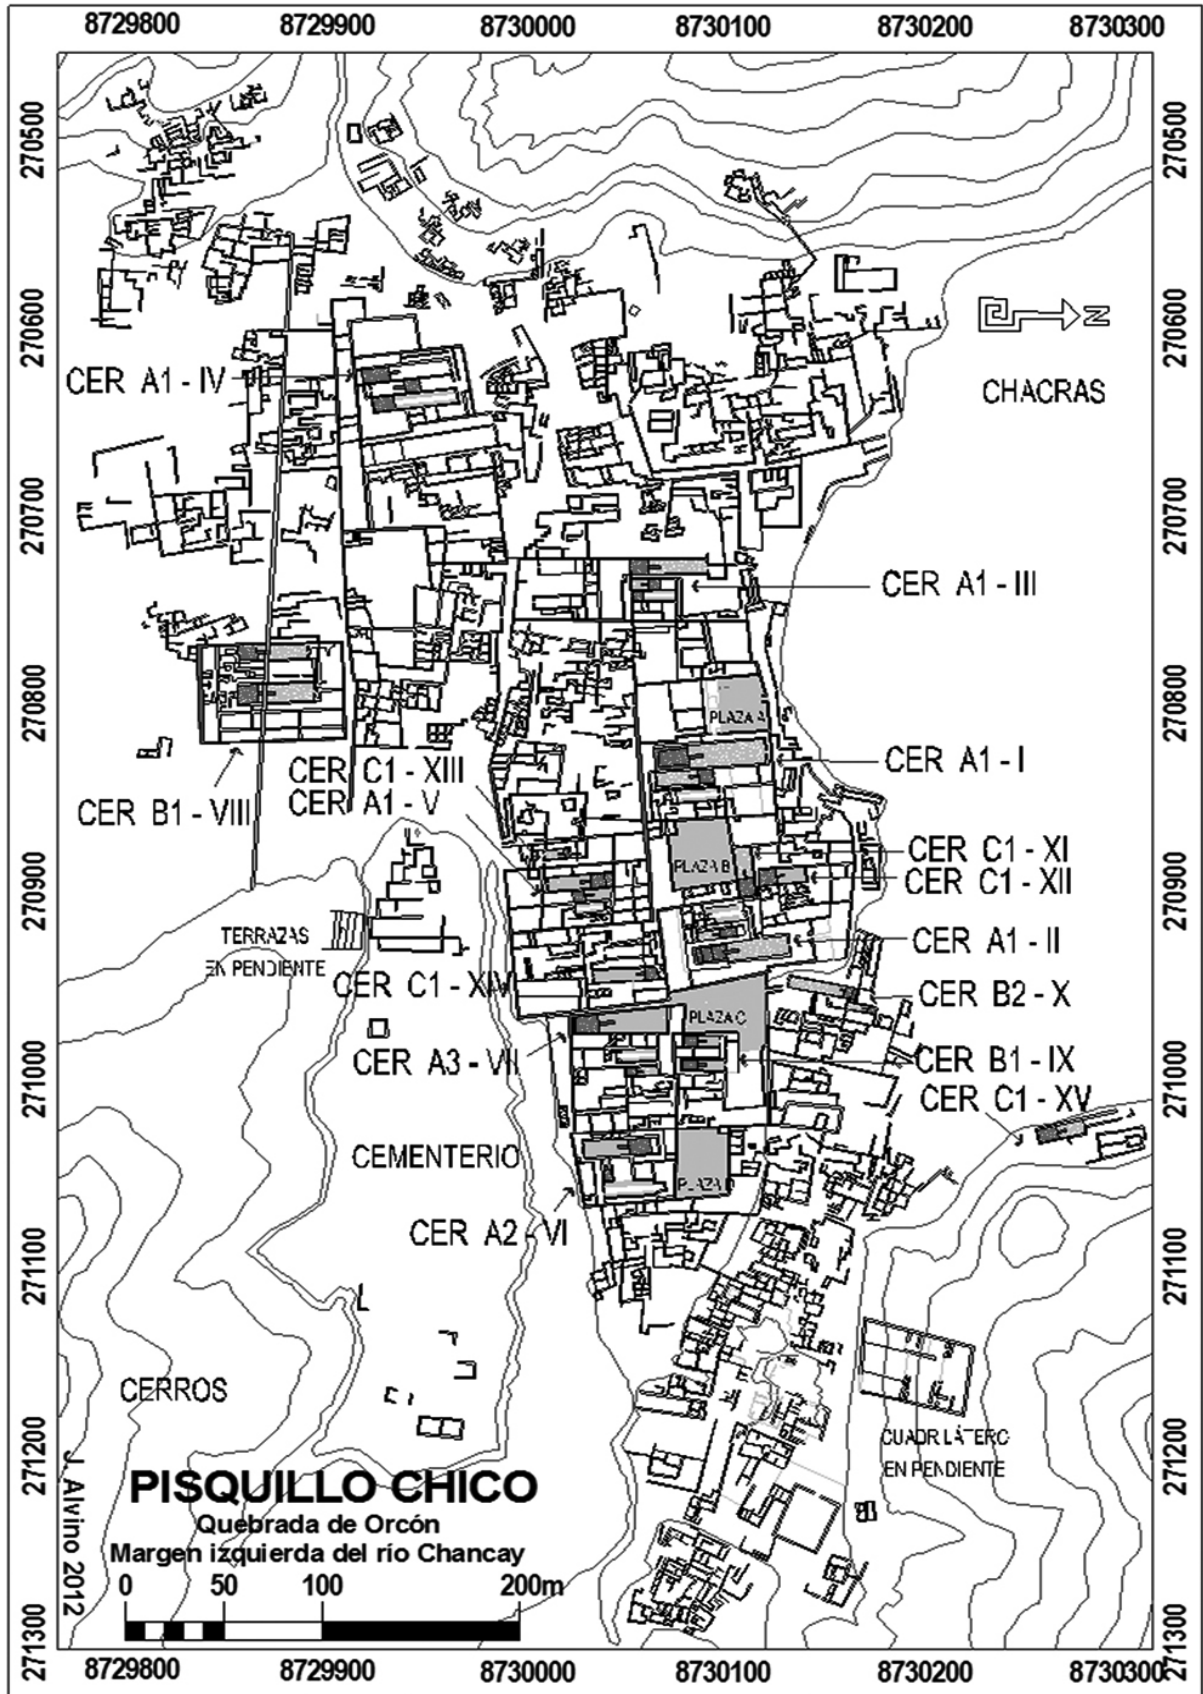 8729800 8729900 8730000 8730100 8730200 8730300
270500
270600
270700
270800
270900
271000
271100
271200
271300
270500
270600
270700
270800
270900
271000
271100
271200
271300
N
CHACRAS
CER A1 - IV
CER A1 - III
PLAZA A
CER A1 - I
CER C1 - XIII
CER A1 - V
CER B1 - VIII
CER C1 - XI
PLAZA B
CER C1 - XII
TERRAZAS
EN PENDIENTE
CER A1 - II
CER C1 - XIV
CER B2 - X
PLAZA C
CER A3 - VII
CER B1 - IX
CER C1 - XV
CEMENTERIO
PLAZA
CER A2 - VI
L
CERROS
CUADRILÁTERO
EN PENDIENTE
PISQUILLO CHICO
Quebrada de Orcón
Margen izquierda del río Chancay
0 50 100 200m
J. Alvino 2012
8729800 8729900 8730000 8730100 8730200 8730300